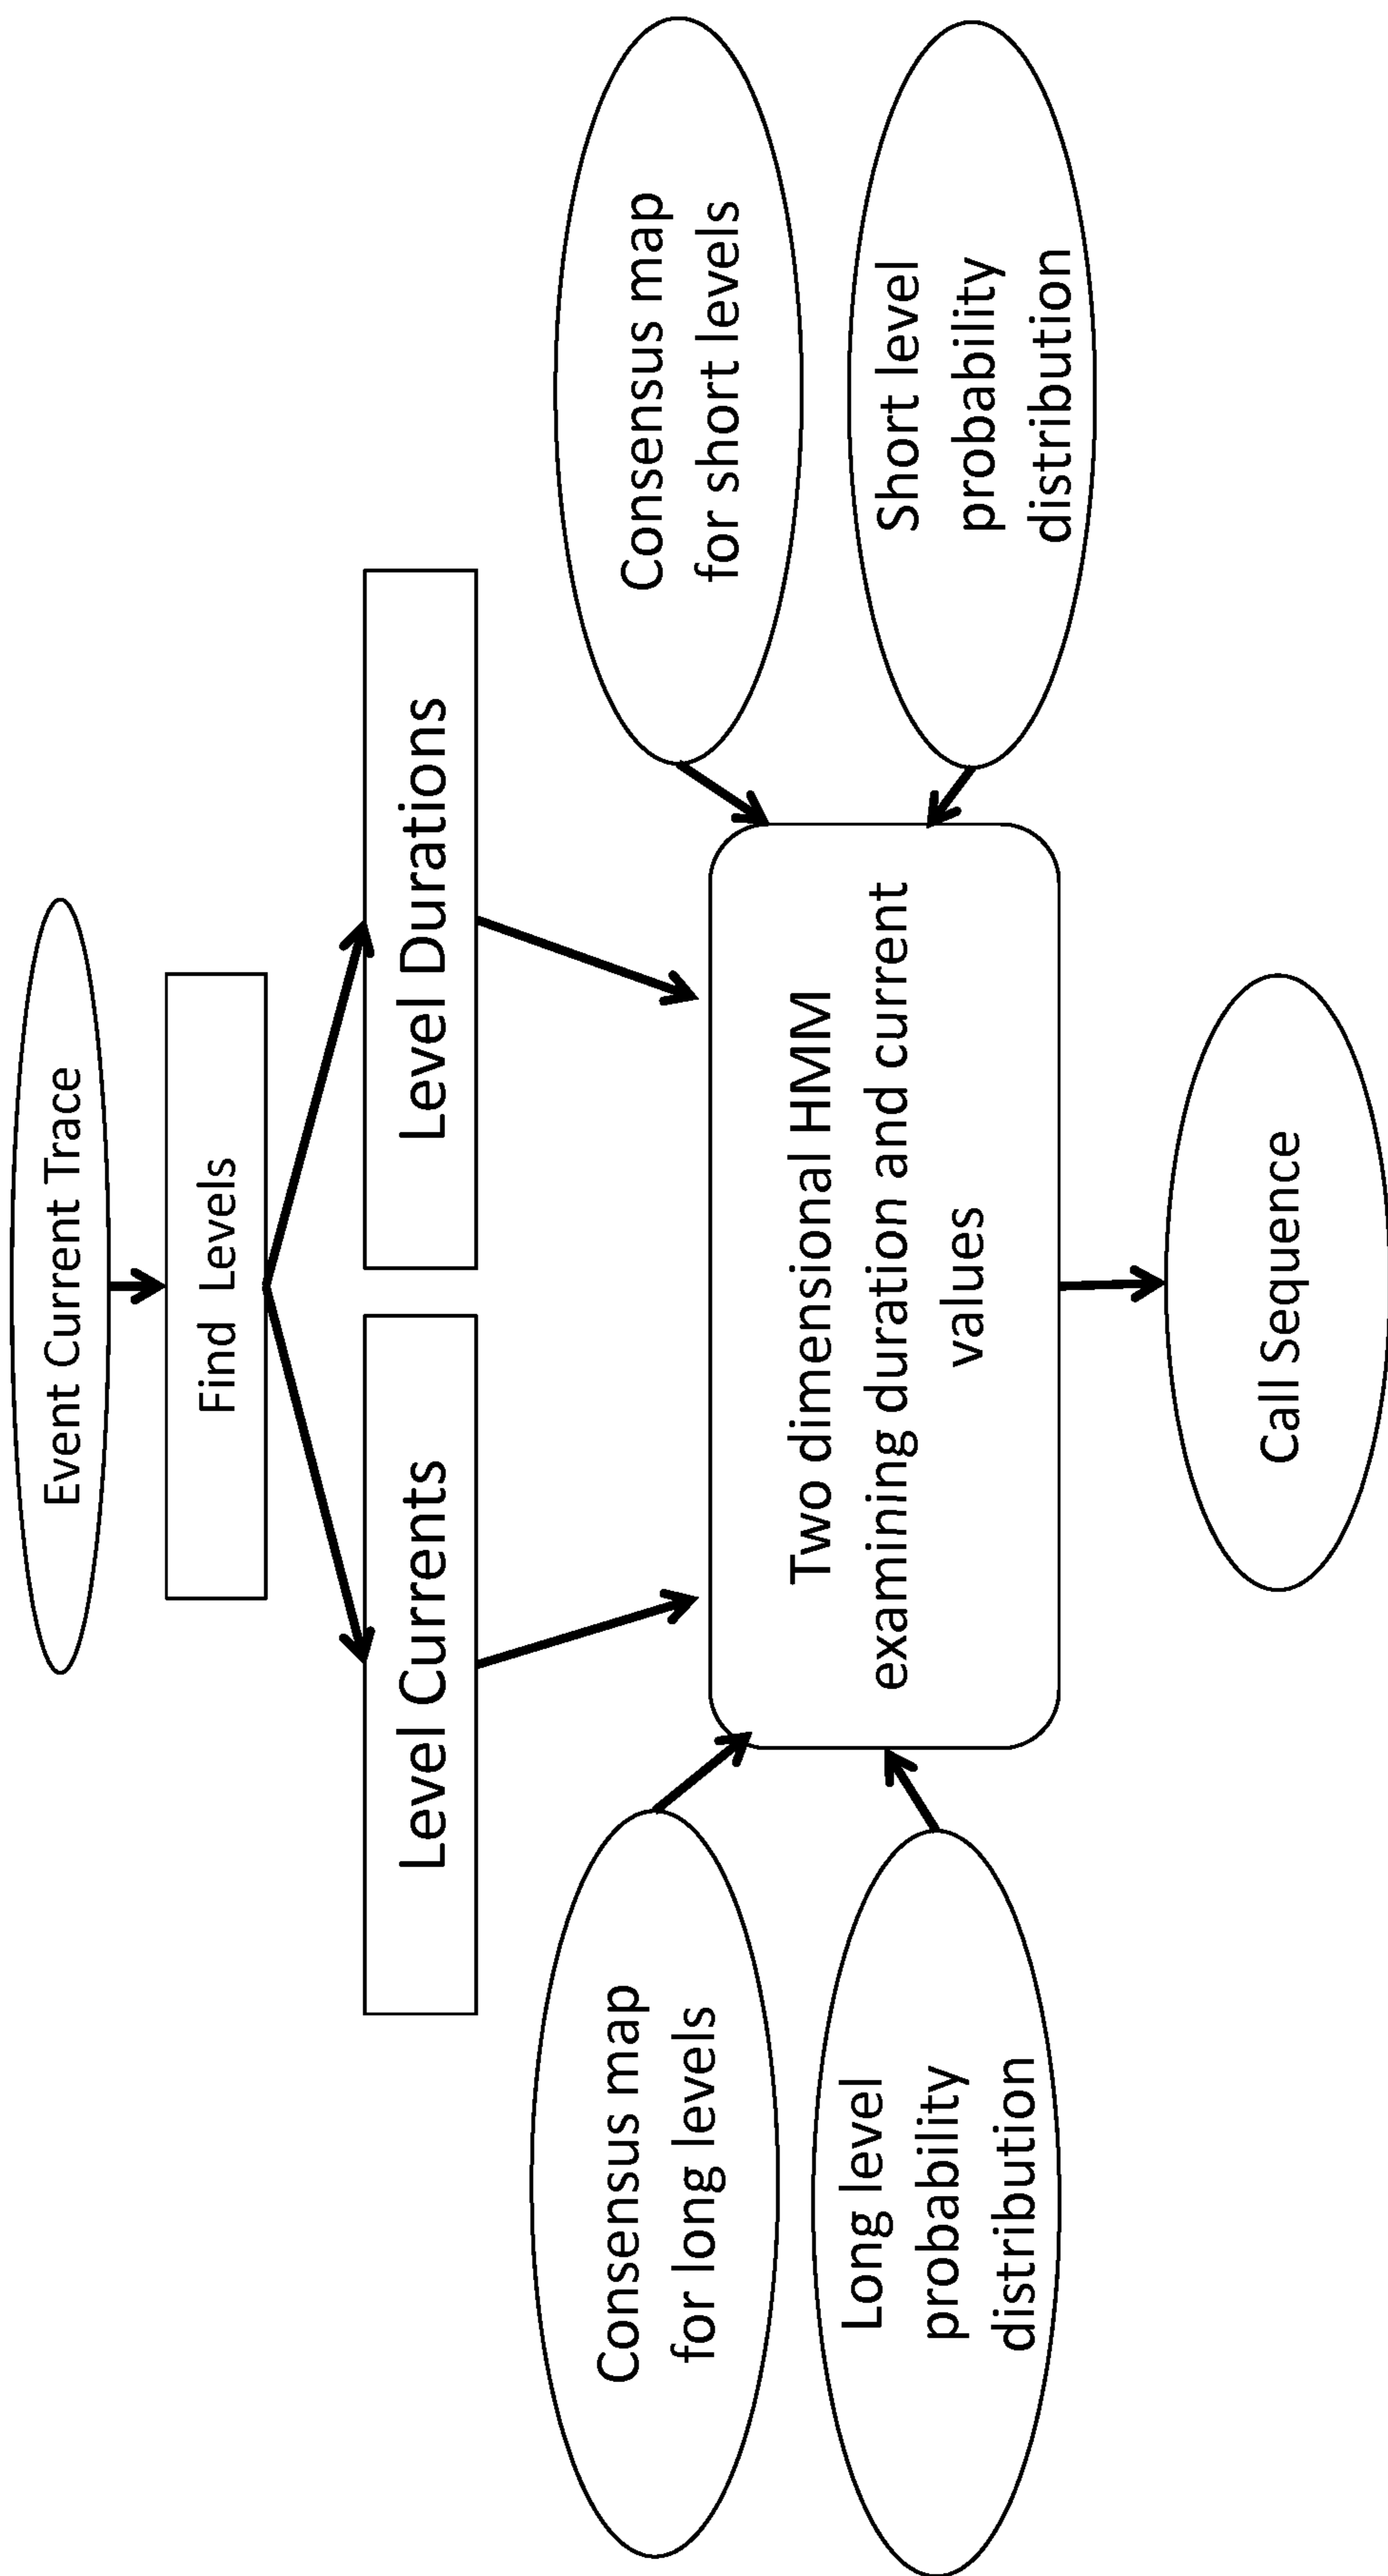 Event Current Trace
Find Levels
Level Currents
Level Durations
Consensus map
for long levels
Long level
probability
distribution
Two dimensional HMM
examining duration and current
values
Consensus map
for short levels
Short level
probability
distribution
Call Sequence